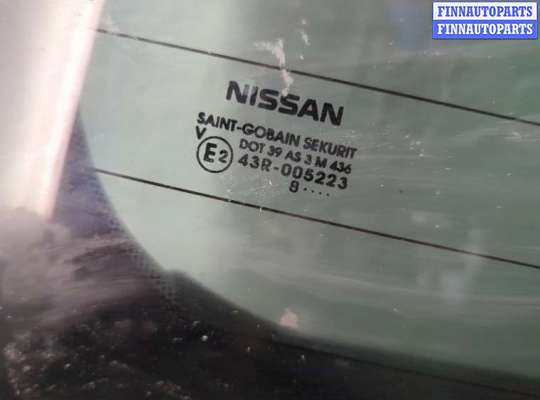 FINNAUTOPARTS
FINNAUTOPARTS
NISSAN
SAINT-GOBAIN SEKURIT
V
DOT 39 AS 3 M 436
E2
43R-005223
8....